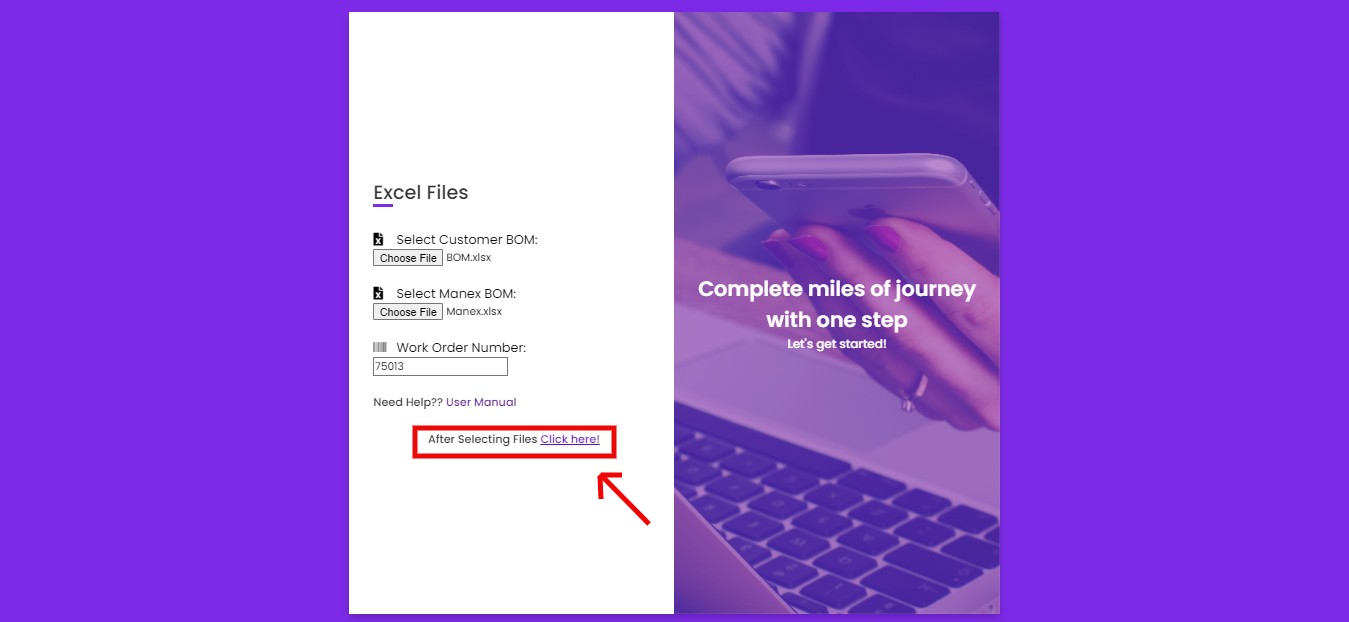 Excel Files
Select Customer BOM:
Choose File BOM.xlsx
Select Manex BOM:
Choose File Manex.xlsx
Work Order Number:
75013
Need Help?? User Manual
After Selecting Files Click here!
Complete miles of journey
with one step
Let's get started!